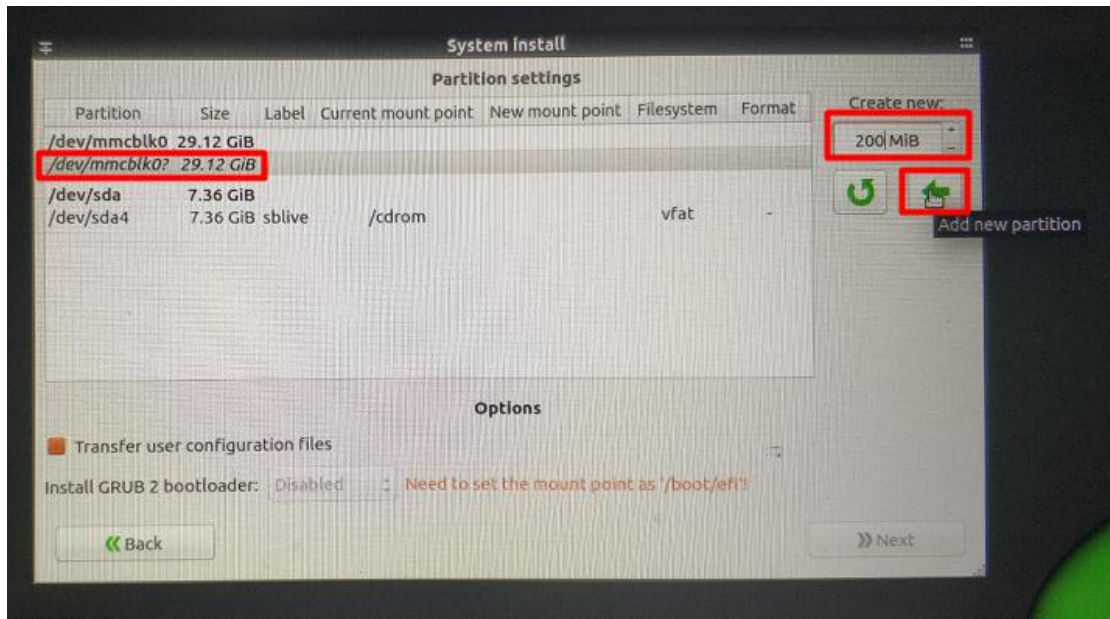 System install
Partition settings
Partition Size Label Current mount point New mount point Filesystem Format
Create new:
/dev/mmcblk0 29.12 GiB
200 MiB
/dev/mmcblk0? 29.12 GiB
/dev/sda 7.36 GiB
/dev/sda4 7.36 GiB sblive /cdrom vfat -
Add new partition
Options
Transfer user configuration files
Install GRUB 2 bootloader: Disabled Need to set the mount point as '/boot/efi'!
Back
Next